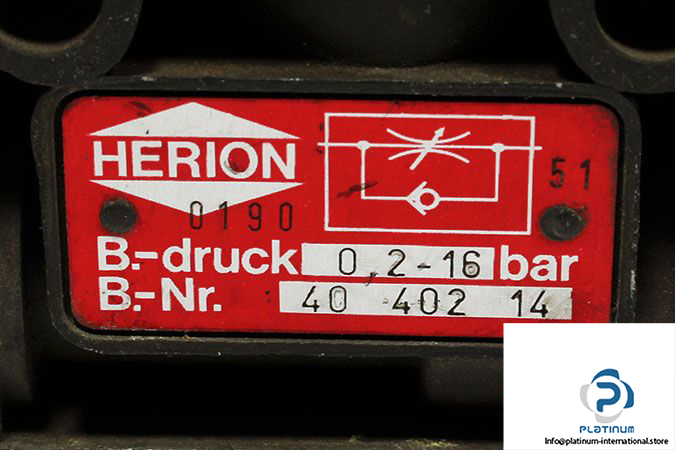 HERION
0190
51
B.-druck 0,2-16 bar
B.-Nr. 40 402 14
PLATINUM
Info@platinum-international.store